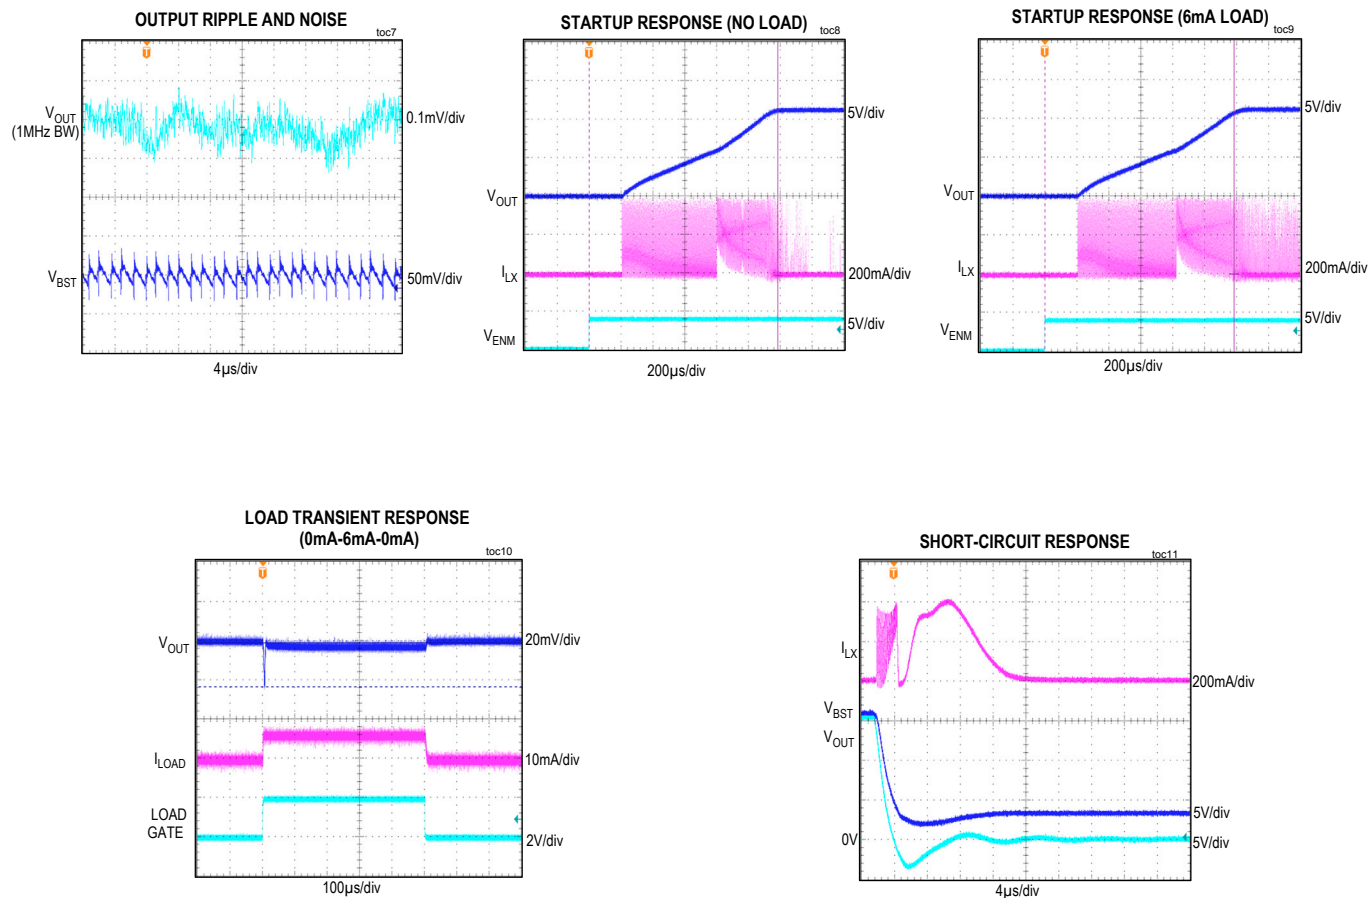 OUTPUT RIPPLE AND NOISE
toc7
T
VOUT
(1MHz BW)
0.1mV/div
VBST
50mV/div
4µs/div
STARTUP RESPONSE (NO LOAD)
toc8
T
5V/div
VOUT
ILX
200mA/div
5V/div
VENM
200µs/div
STARTUP RESPONSE (6mA LOAD)
toc9
T
5V/div
VOUT
ILX
200mA/div
5V/div
VENM
200µs/div
LOAD TRANSIENT RESPONSE
(0mA-6mA-0mA)
toc10
T
VOUT
20mV/div
ILOAD
10mA/div
LOAD
GATE
2V/div
100µs/div
SHORT-CIRCUIT RESPONSE
toc11
T
ILX
200mA/div
VBST
VOUT
5V/div
0V
5V/div
4µs/div